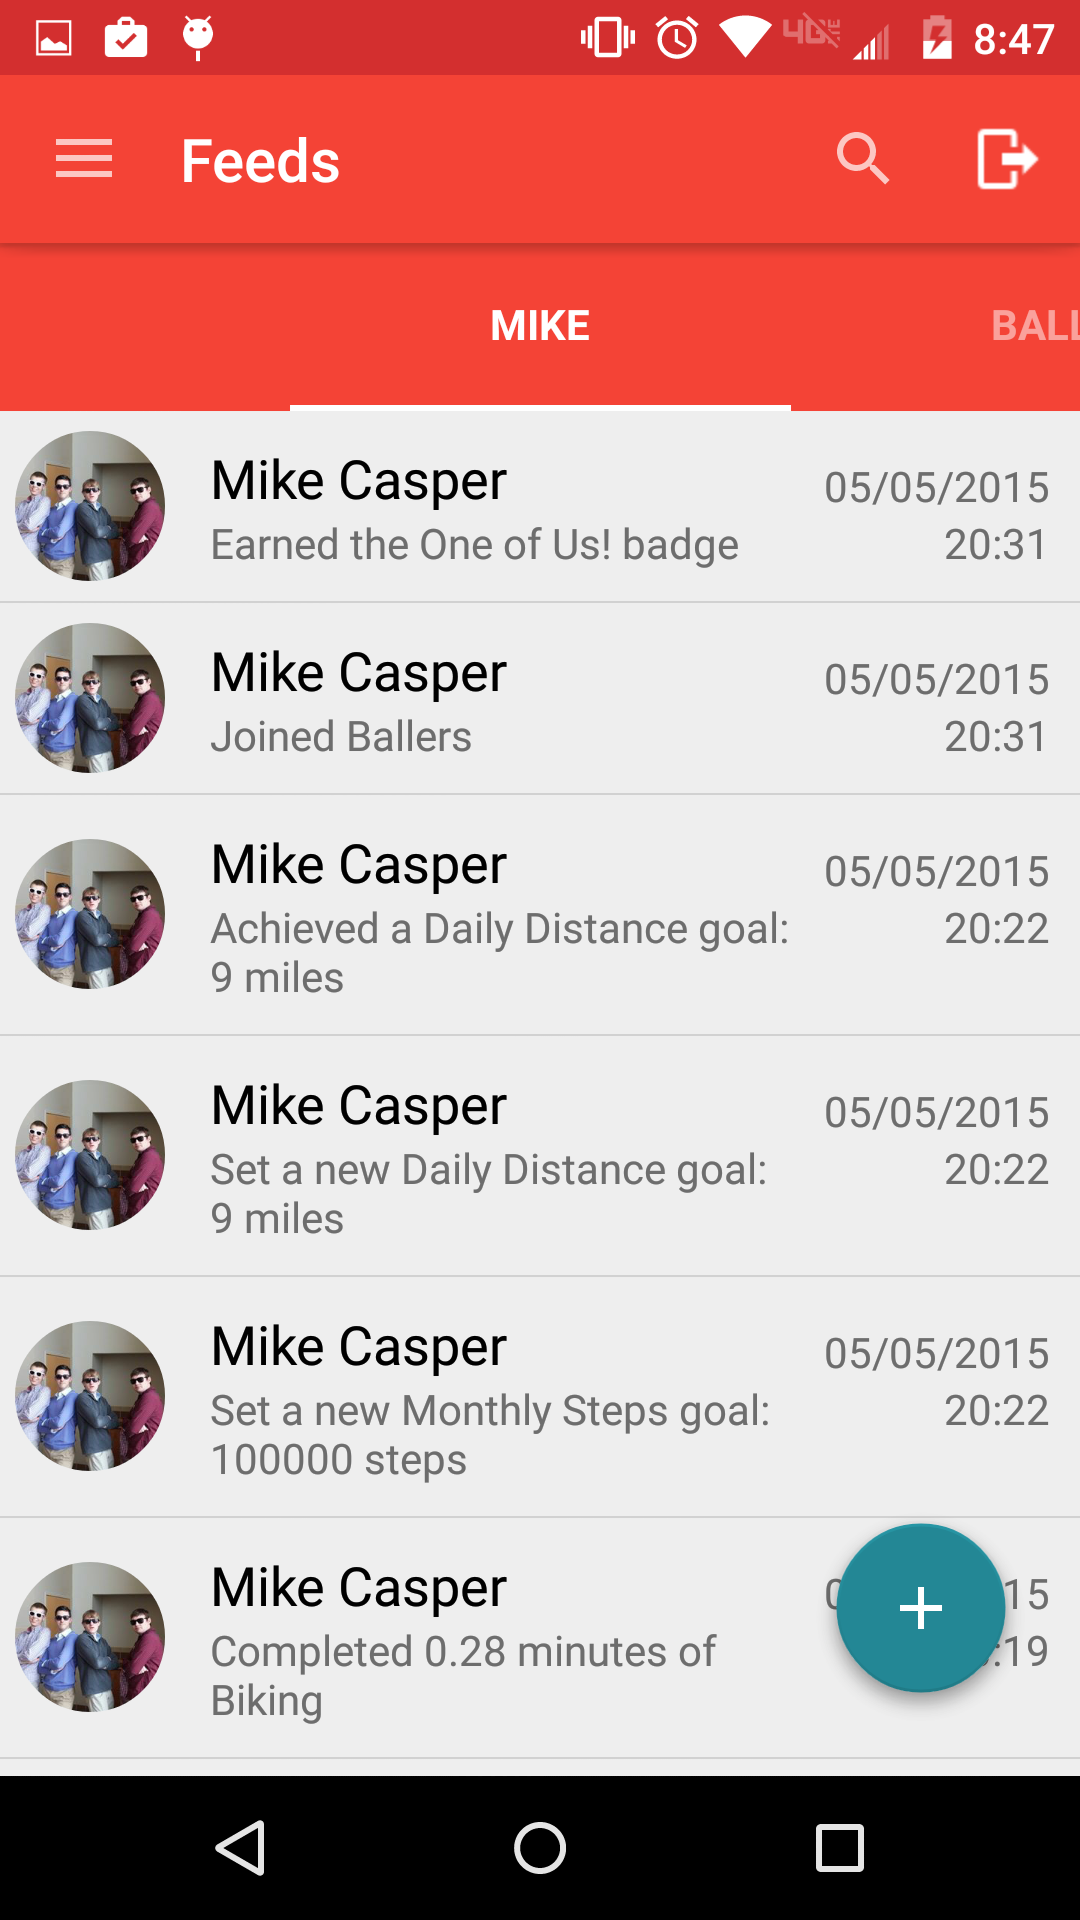 4G LTE 8:47
Feeds
MIKE
BALL
Mike Casper
05/05/2015
Earned the One of Us! badge
20:31
Mike Casper
05/05/2015
Joined Ballers
20:31
Mike Casper
05/05/2015
Achieved a Daily Distance goal:
20:22
9 miles
Mike Casper
05/05/2015
Set a new Daily Distance goal:
20:22
9 miles
Mike Casper
05/05/2015
Set a new Monthly Steps goal:
20:22
100000 steps
Mike Casper
15
Completed 0.28 minutes of
:19
Biking